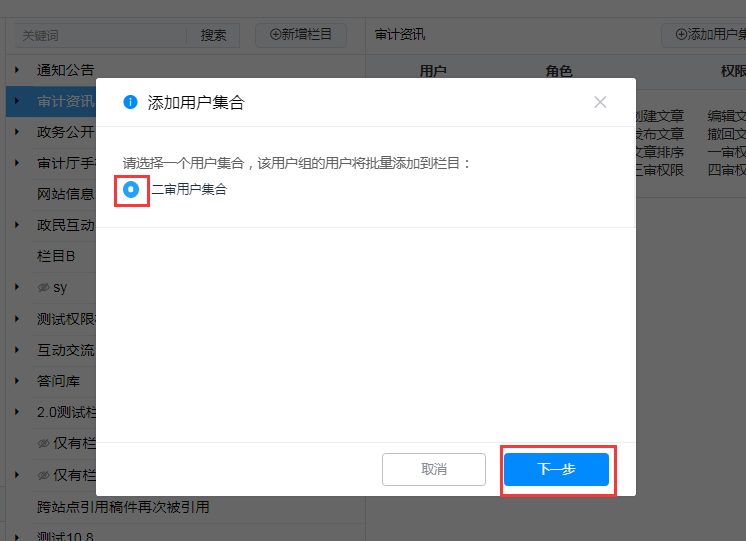 关键词 搜索 ⊕新增栏目 审计资讯 ⊕添加用户集
通知公告 用户 角色 权限
审计资讯
添加用户集合
政务公开
审计厅手
网站信息
政民互动
栏目B
sy
测试权限
互动交流
答问库
2.0测试栏
仅有栏
仅有栏
跨站点引用稿件再次被引用
测试10.8
创建文章 编辑文
发布文章 撤回文
文章排序 一审权
三审权限 四审权
请选择一个用户集合，该用户组的用户将批量添加到栏目：
二审用户集合
取消 下一步